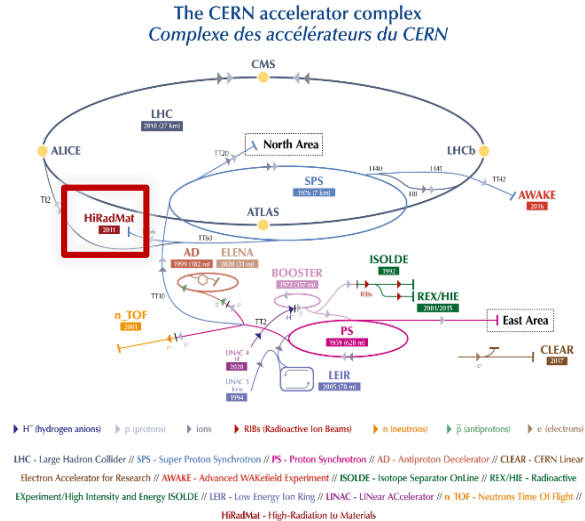 The CERN accelerator complex
Complexe des accélérateurs du CERN
CMS
LHC
2010 (27 km)
ALICE
TT20
North Area
LHCb
TT40
TT41
SPS
1976 (7 km)
TI8
TT42
TI2
AWAKE
2016
HiRadMat
2011
ATLAS
TT60
AD
1999 (182 m)
ELENA
2020 (31 m)
ISOLDE
1992
BOOSTER
1972 (157 m)
RIBs
REX/HIE
2001/2015
TT10
p
n_TOF
2001
TT2
H⁻
p
PS
1959 (628 m)
East Area
n
p
LINAC 4
H⁻
2020
CLEAR
2017
e⁻
LINAC 3
Ions
1994
LEIR
2005 (78 m)
H⁻ (hydrogen anions) p (protons) ions RIBs (Radioactive Ion Beams) n (neutrons) p̅ (antiprotons) e⁻ (electrons)
LHC - Large Hadron Collider // SPS - Super Proton Synchrotron // PS - Proton Synchrotron // AD - Antiproton Decelerator // CLEAR - CERN Linear
Electron Accelerator for Research // AWAKE - Advanced WAKefield Experiment // ISOLDE - Isotope Separator OnLine // REX/HIE - Radioactive
EXperiment/High Intensity and Energy ISOLDE // LEIR - Low Energy Ion Ring // LINAC - LINear ACcelerator // n_TOF - Neutrons Time Of Flight //
HiRadMat - High-Radiation to Materials